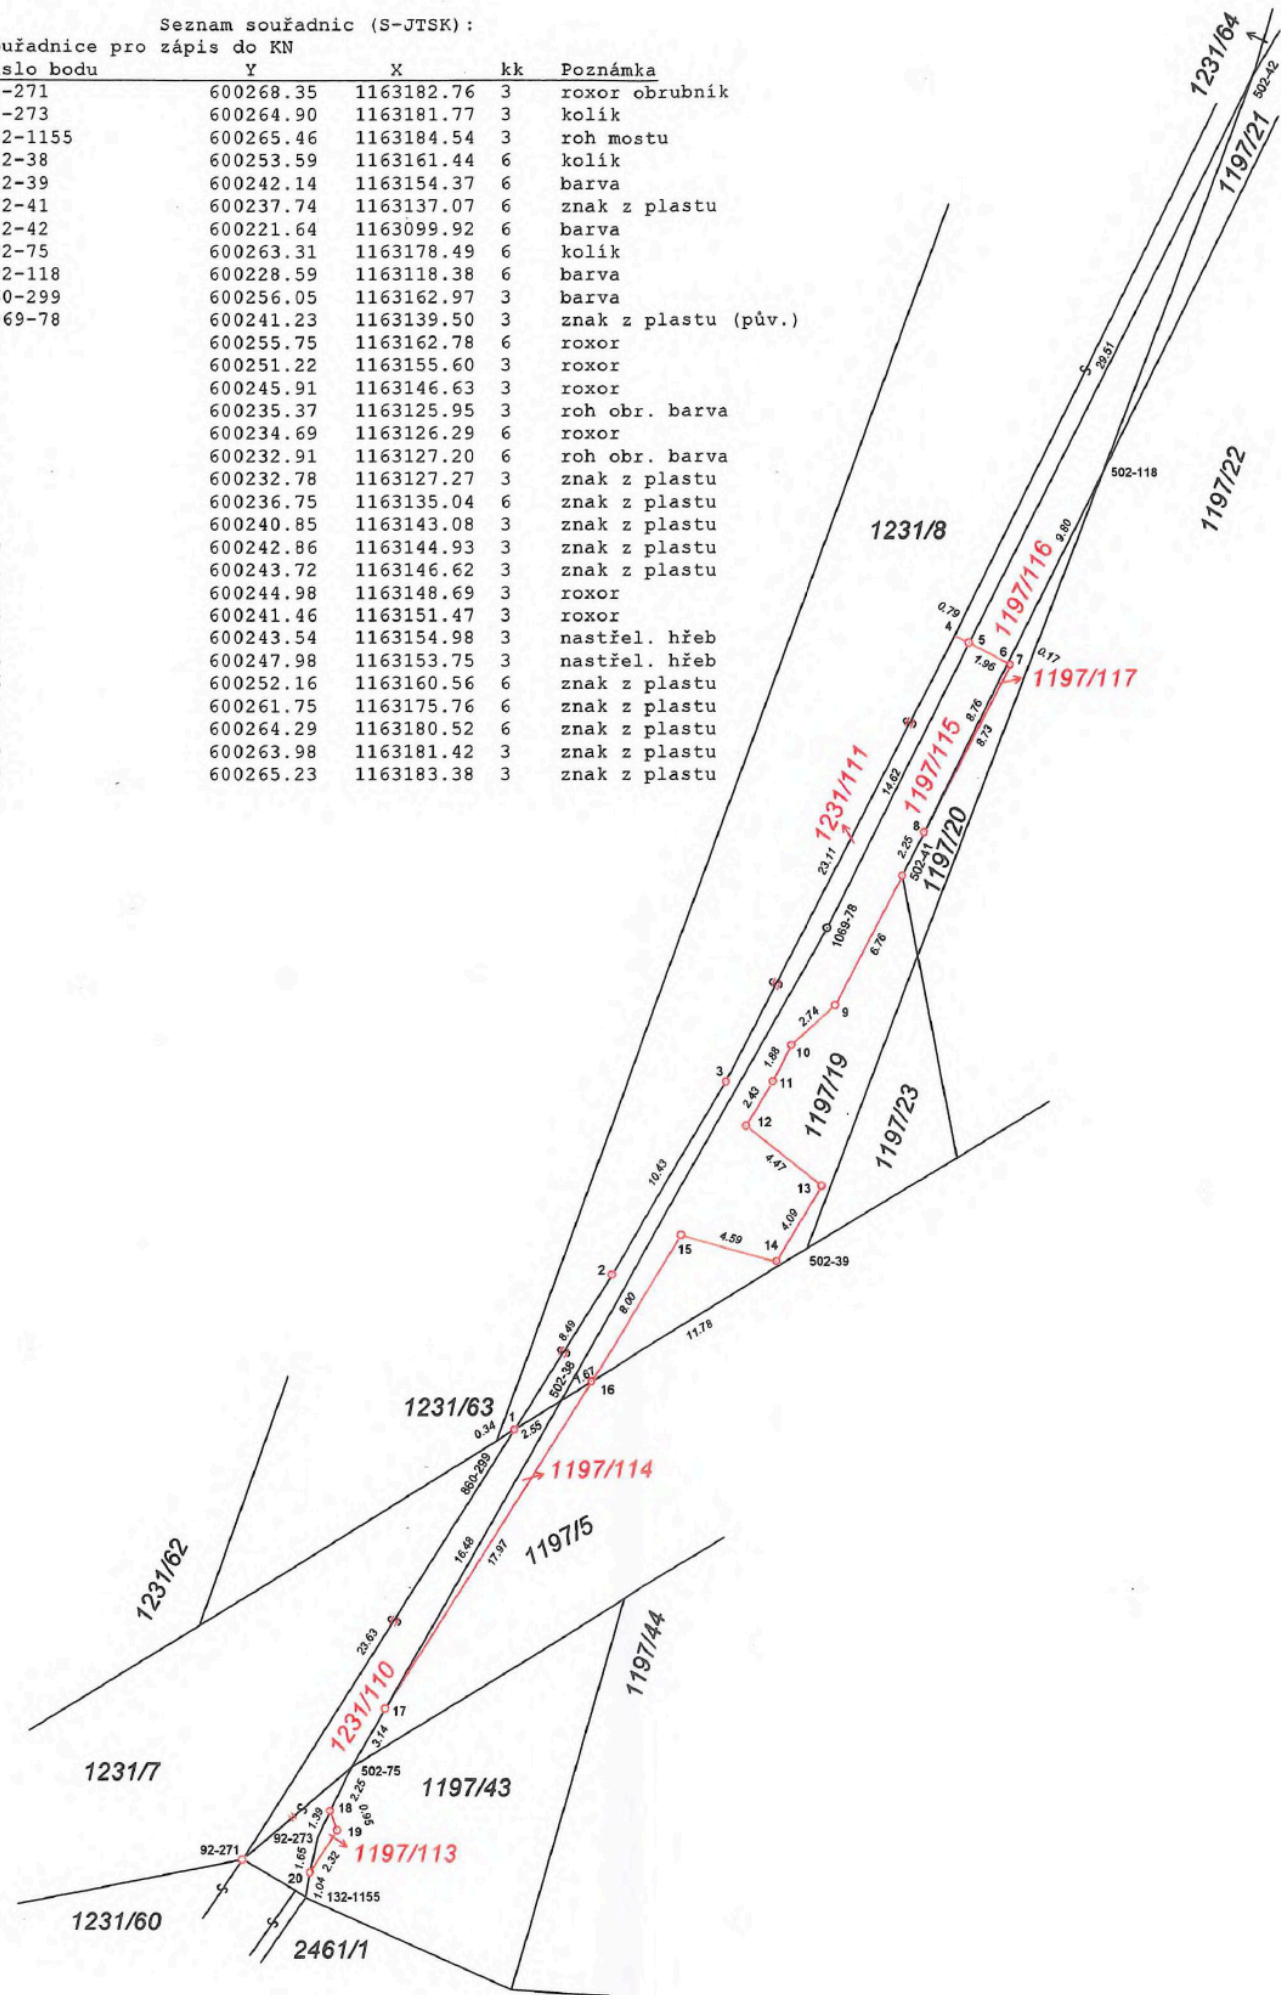 Seznam souřadnic (S-JTSK):
uřadnice pro zápis do KN
slo bodu Y X kk Poznámka
-271 600268.35 1163182.76 3 roxor obrubník
-273 600264.90 1163181.77 3 kolík
2-1155 600265.46 1163184.54 3 roh mostu
2-38 600253.59 1163161.44 6 kolík
2-39 600242.14 1163154.37 6 barva
2-41 600237.74 1163137.07 6 znak z plastu
2-42 600221.64 1163099.92 6 barva
2-75 600263.31 1163178.49 6 kolík
2-118 600228.59 1163118.38 6 barva
0-299 600256.05 1163162.97 3 barva
69-78 600241.23 1163139.50 3 znak z plastu (pův.)
600255.75 1163162.78 6 roxor
600251.22 1163155.60 3 roxor
600245.91 1163146.63 3 roxor
600235.37 1163125.95 3 roh obr. barva
600234.69 1163126.29 6 roxor
600232.91 1163127.20 6 roh obr. barva
600232.78 1163127.27 3 znak z plastu
600236.75 1163135.04 6 znak z plastu
600240.85 1163143.08 3 znak z plastu
600242.86 1163144.93 3 znak z plastu
600243.72 1163146.62 3 znak z plastu
600244.98 1163148.69 3 roxor
600241.46 1163151.47 3 roxor
600243.54 1163154.98 3 nastřel. hřeb
600247.98 1163153.75 3 nastřel. hřeb
600252.16 1163160.56 6 znak z plastu
600261.75 1163175.76 6 znak z plastu
600264.29 1163180.52 6 znak z plastu
600263.98 1163181.42 3 znak z plastu
600265.23 1163183.38 3 znak z plastu
1231/64
502-42
1197/21
29.51
502-118
1197/22
1231/8
9.80
1197/116
0.79
4
5
1.96
6
7
0.17
1197/117
8.76
8.73
1197/115
14.62
1231/111
23.11
8
2.25
502-41
1197/20
1069-78
6.76
9
2.74
10
1.88
11
2.43
12
1197/19
1197/23
4.47
13
4.09
14
502-39
3
10.43
15
4.59
2
8.00
11.78
8.49
502-38
1.67
16
1231/63
0.34
1
2.55
860-299
1197/114
1197/5
16.48
17.97
1231/62
23.63
1197/44
1231/110
17
3.14
502-75
1231/7
1197/43
2.25
18
0.95
1.39
19
92-273
92-271
1.65
2.32
1197/113
20
1.04
132-1155
1231/60
2461/1